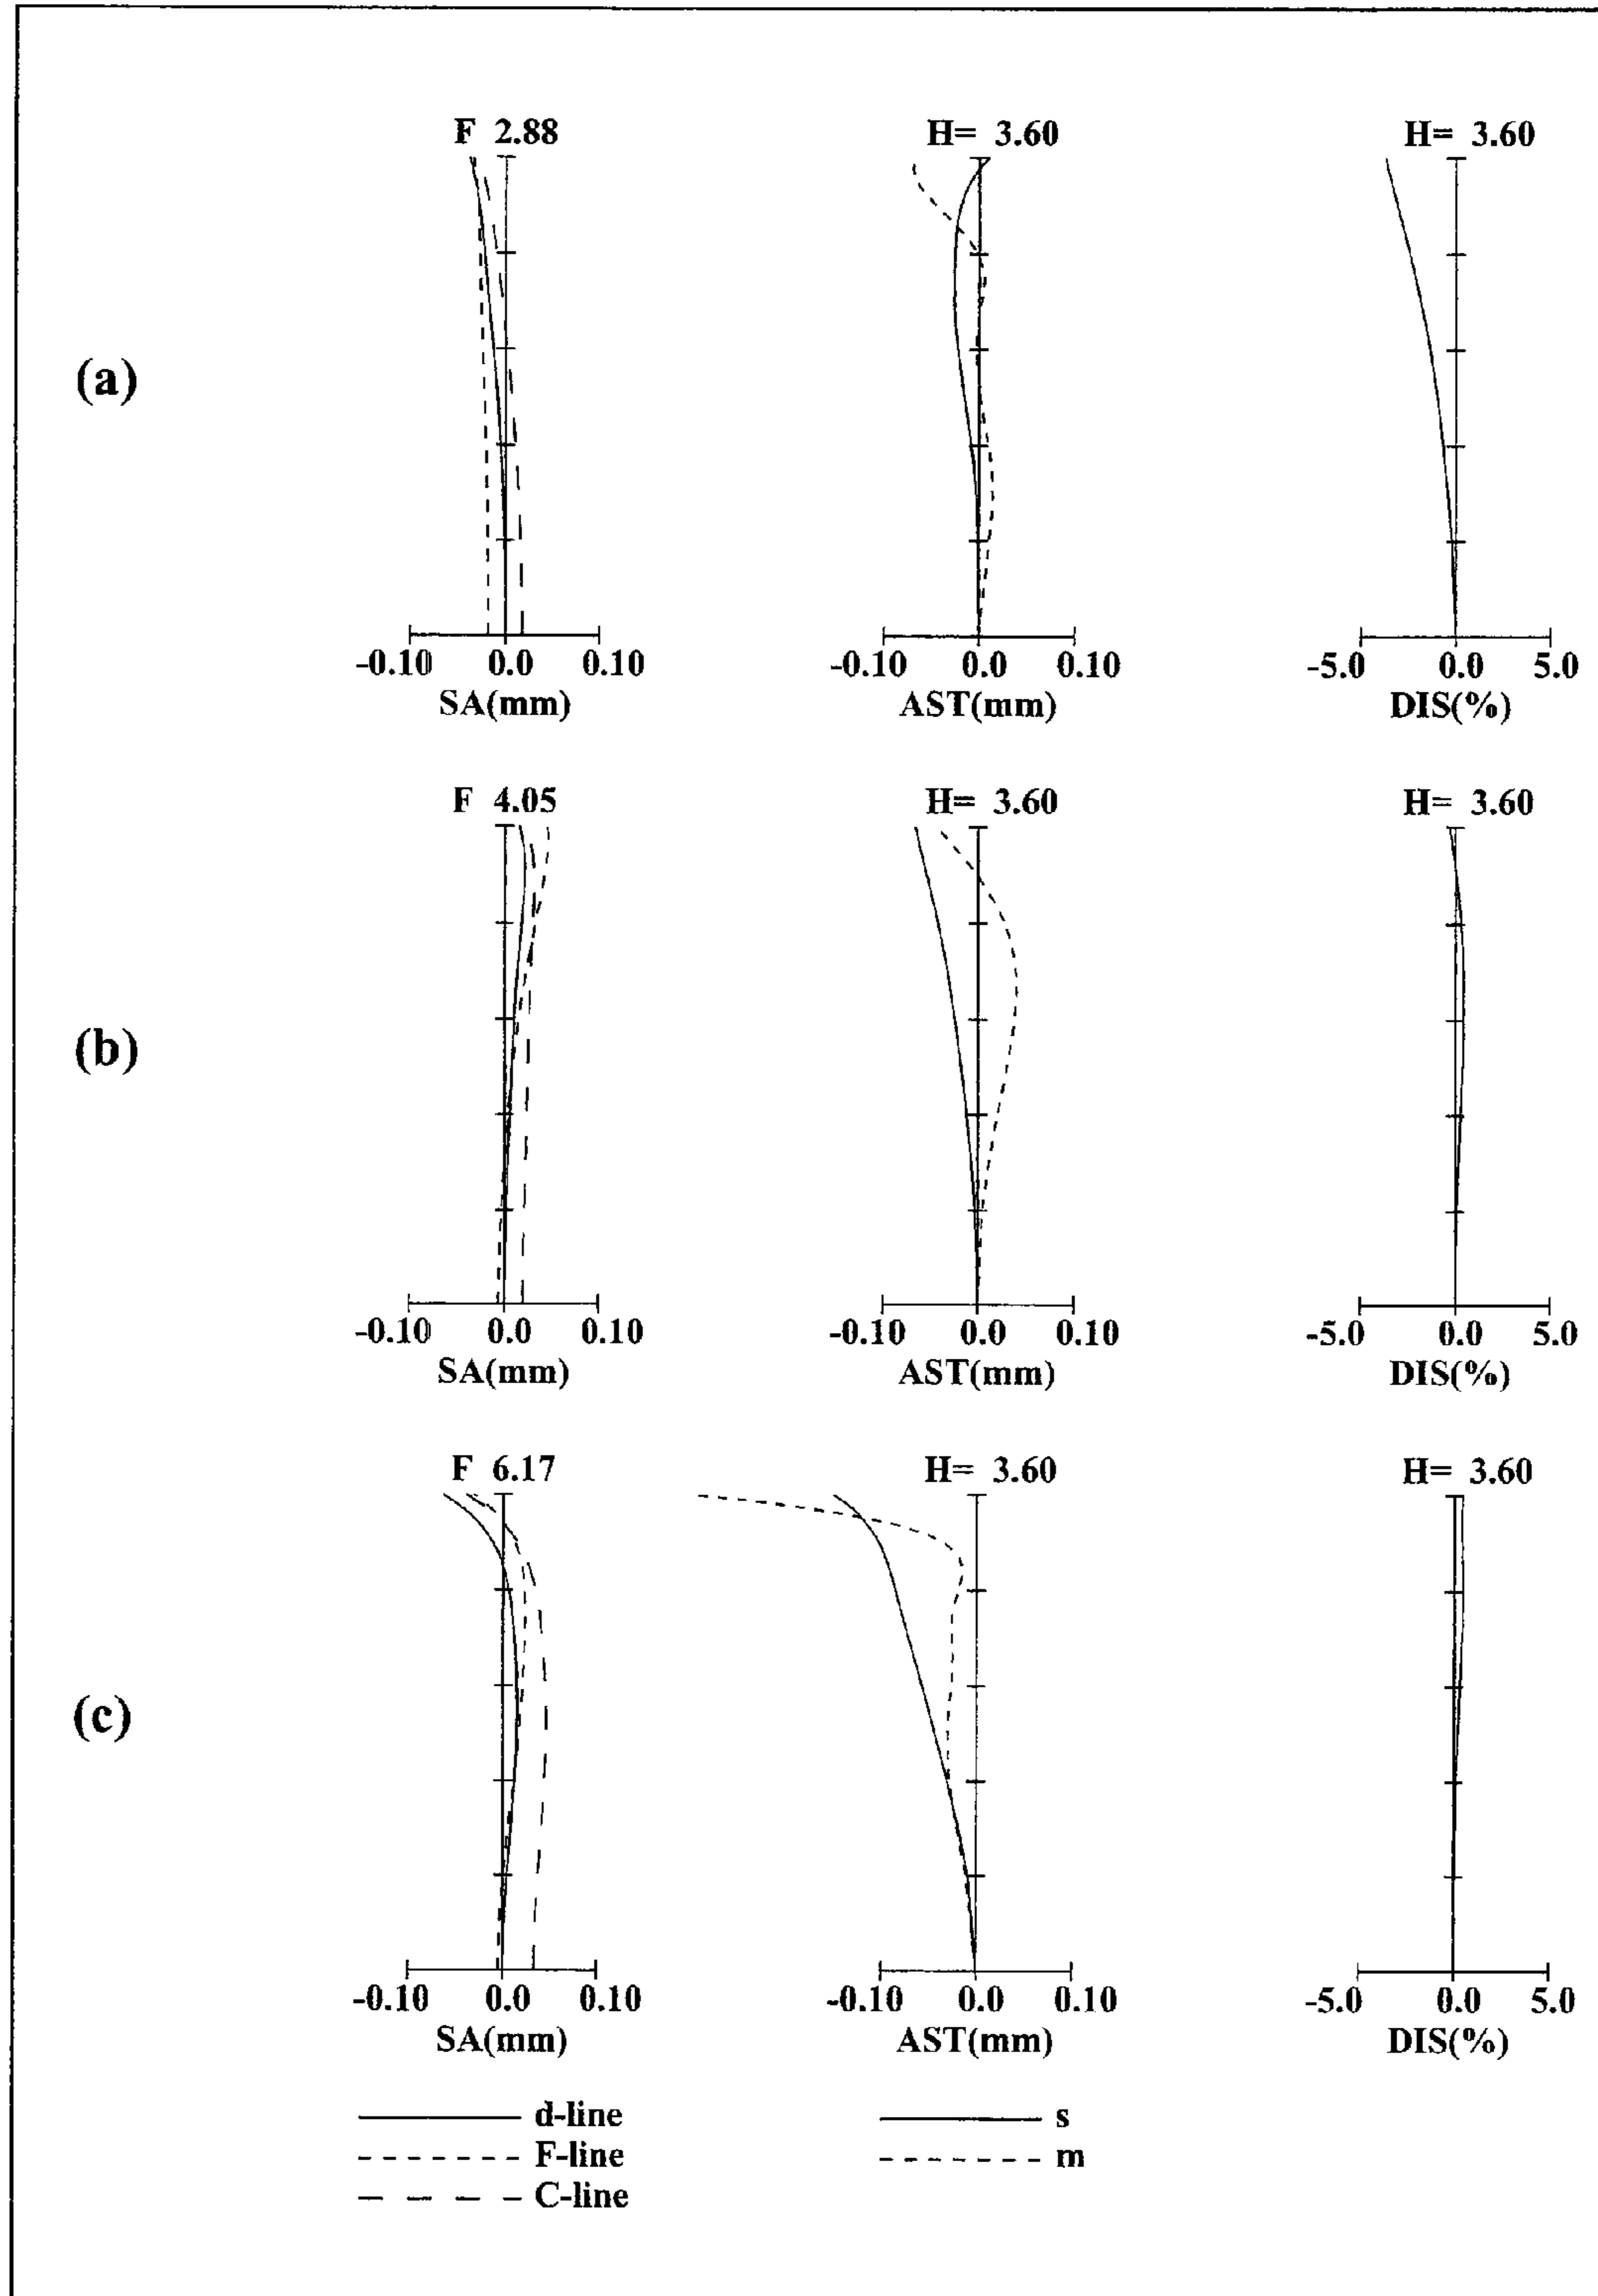 F 2.88
H= 3.60
H= 3.60
(a)
-0.10 0.0 0.10
SA(mm)
-0.10 0.0 0.10
AST(mm)
-5.0 0.0 5.0
DIS(%)
F 4.05
H= 3.60
H= 3.60
(b)
-0.10 0.0 0.10
SA(mm)
-0.10 0.0 0.10
AST(mm)
-5.0 0.0 5.0
DIS(%)
F 6.17
H= 3.60
H= 3.60
(c)
-0.10 0.0 0.10
SA(mm)
-0.10 0.0 0.10
AST(mm)
-5.0 0.0 5.0
DIS(%)
d-line
F-line
C-line
s
m